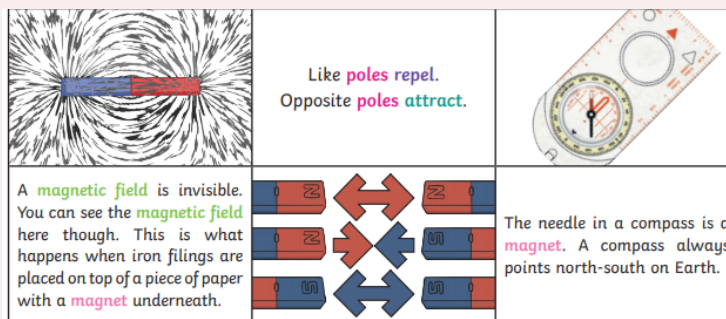 Like poles repel.
Opposite poles attract.
A magnetic field is invisible.
You can see the magnetic field
here though. This is what
happens when iron filings are
placed on top of a piece of paper
with a magnet underneath.
N N
N S
S S
The needle in a compass is a
magnet. A compass always
points north-south on Earth.